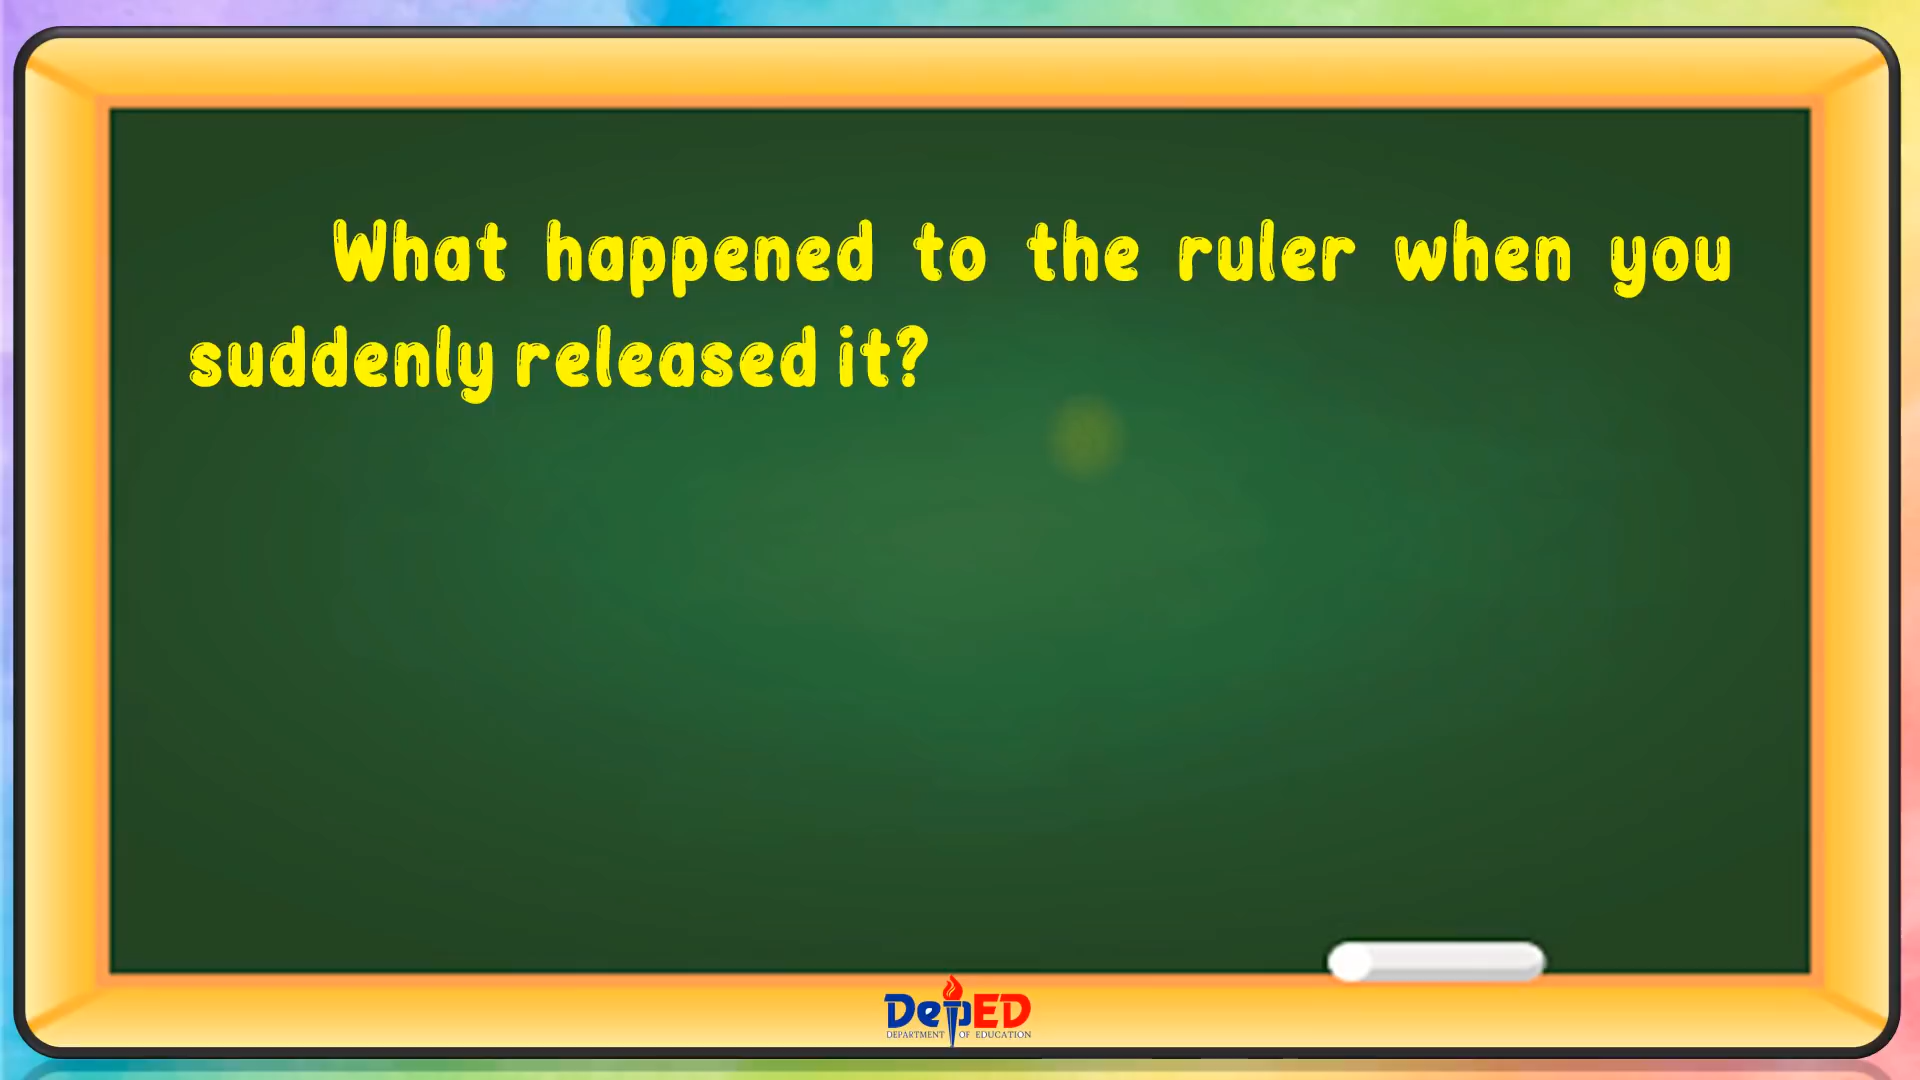 What happened to the ruler when you
suddenly released it?
DepED
DEPARTMENT OF EDUCATION